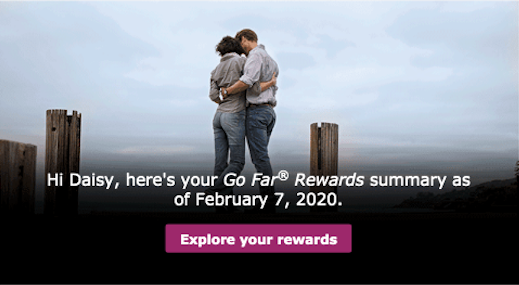 Hi Daisy, here's your Go Far® Rewards summary as
of February 7, 2020.
Explore your rewards